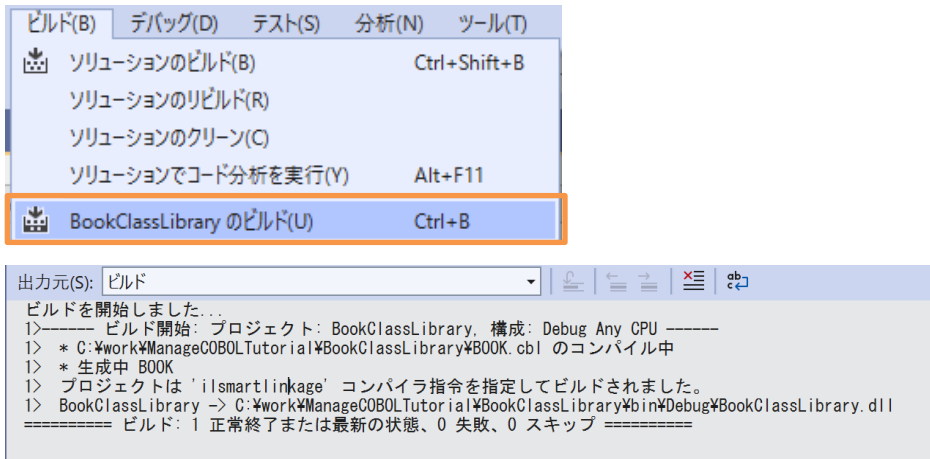 ビルド(B) デバッグ(D) テスト(S) 分析(N) ツール(T)
ソリューションのビルド(B) Ctrl+Shift+B
ソリューションのリビルド(R)
ソリューションのクリーン(C)
ソリューションでコード分析を実行(Y) Alt+F11
BookClassLibrary のビルド(U) Ctrl+B
出力元(S): ビルド
ビルドを開始しました...
1>------ ビルド開始: プロジェクト: BookClassLibrary, 構成: Debug Any CPU ------
1> * C:¥work¥ManageCOBOLTutorial¥BookClassLibrary¥BOOK.cbl のコンパイル中
1> * 生成中 BOOK
1> プロジェクトは 'ilsmartlinkage' コンパイラ指令を指定してビルドされました。
1> BookClassLibrary -> C:¥work¥ManageCOBOLTutorial¥BookClassLibrary¥bin¥Debug¥BookClassLibrary.dll
========== ビルド: 1 正常終了または最新の状態、0 失敗、0 スキップ ==========